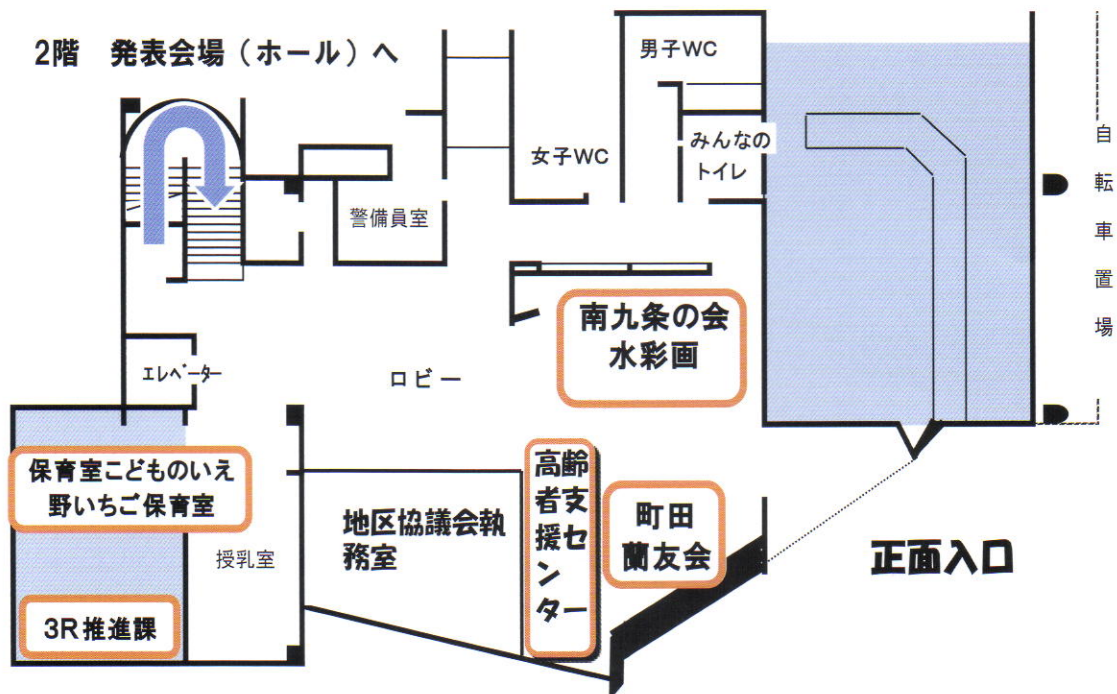 2階 発表会場(ホール)へ
男子WC
みんなの
トイレ
女子WC
自転車置場
警備員室
南九条の会
水彩画
エレベーター
ロビー
保育室こどものいえ
野いちご保育室
高齢
者支
援セ
ンター
町田
蘭友会
地区協議会執
務室
正面入口
授乳室
3R推進課